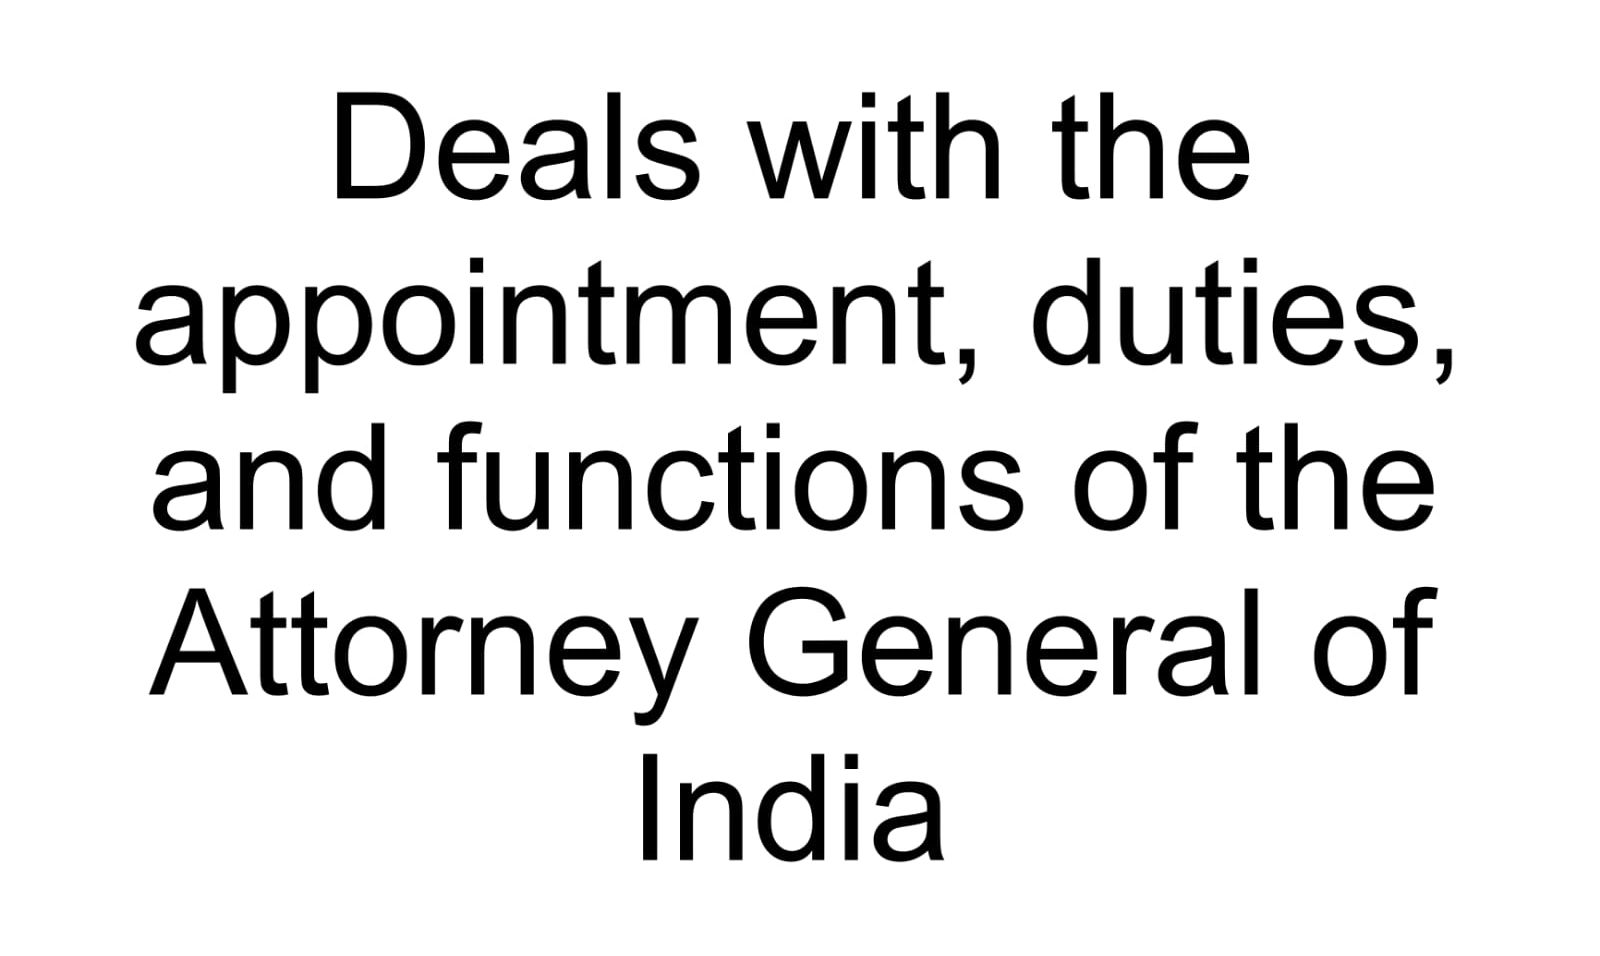 Deals with the
appointment, duties,
and functions of the
Attorney General of
India